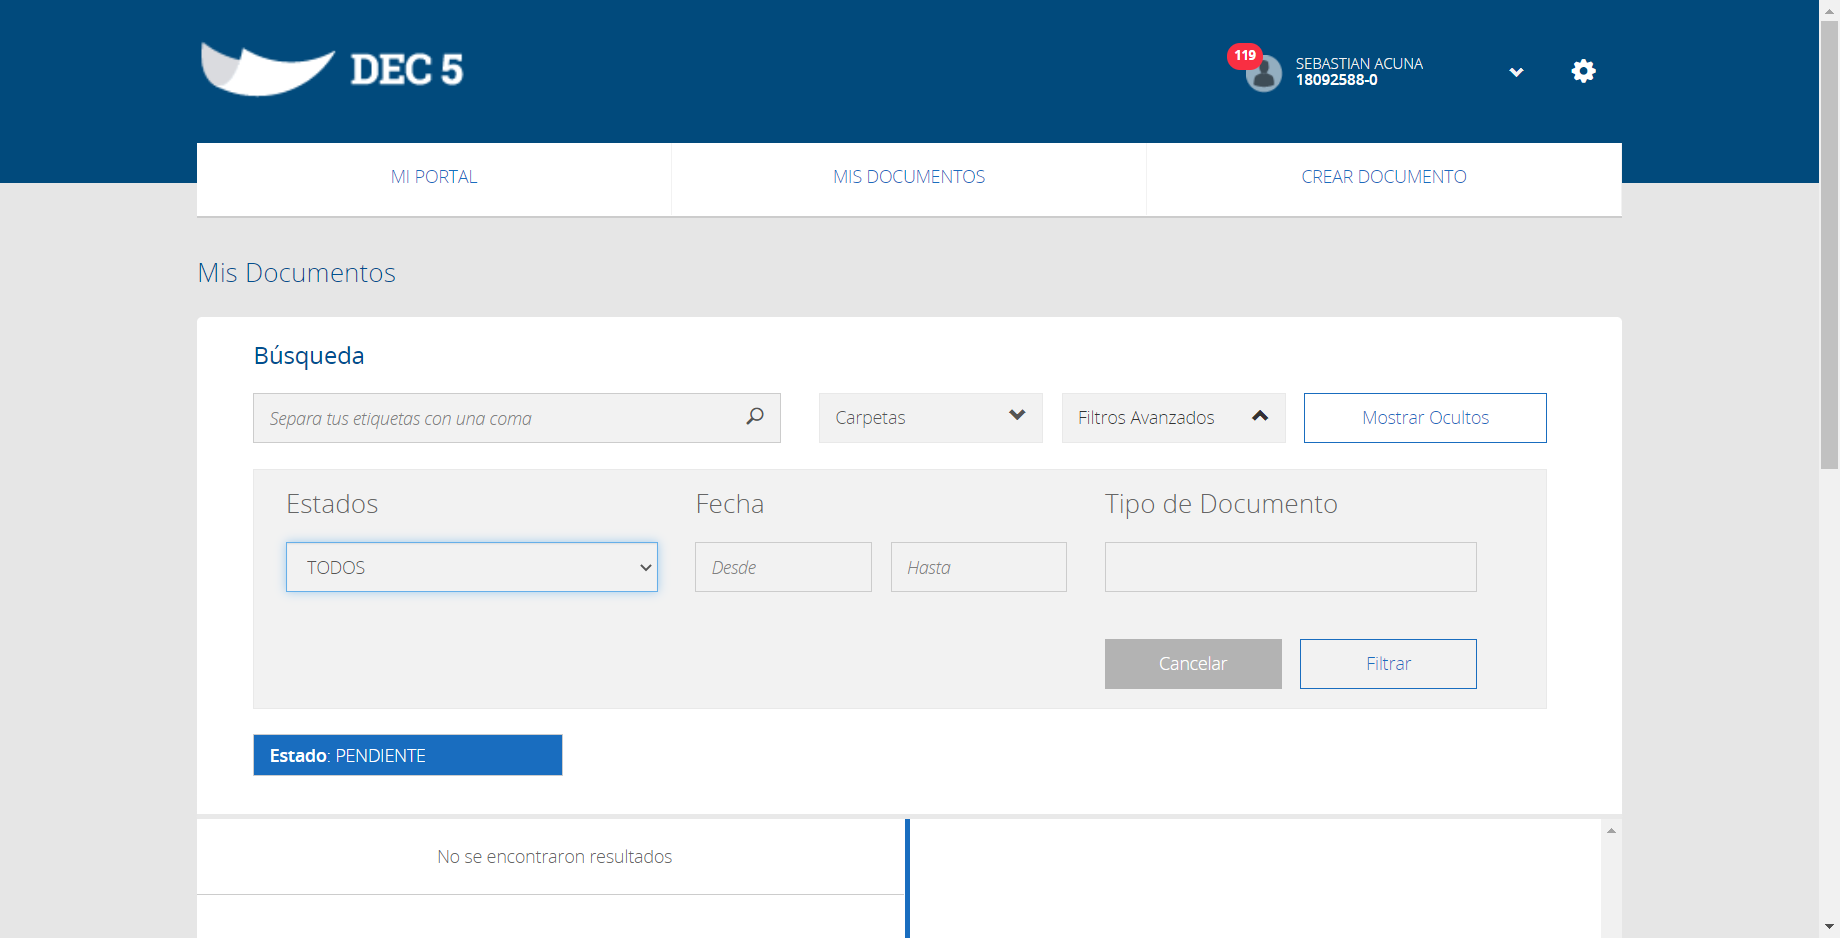 DEC 5
119
SEBASTIAN ACUNA
18092588-0
MI PORTAL
MIS DOCUMENTOS
CREAR DOCUMENTO
Mis Documentos
Búsqueda
Separa tus etiquetas con una coma
Carpetas
Filtros Avanzados
Mostrar Ocultos
Estados
Fecha
Tipo de Documento
TODOS
Desde
Hasta
Cancelar
Filtrar
Estado: PENDIENTE
No se encontraron resultados